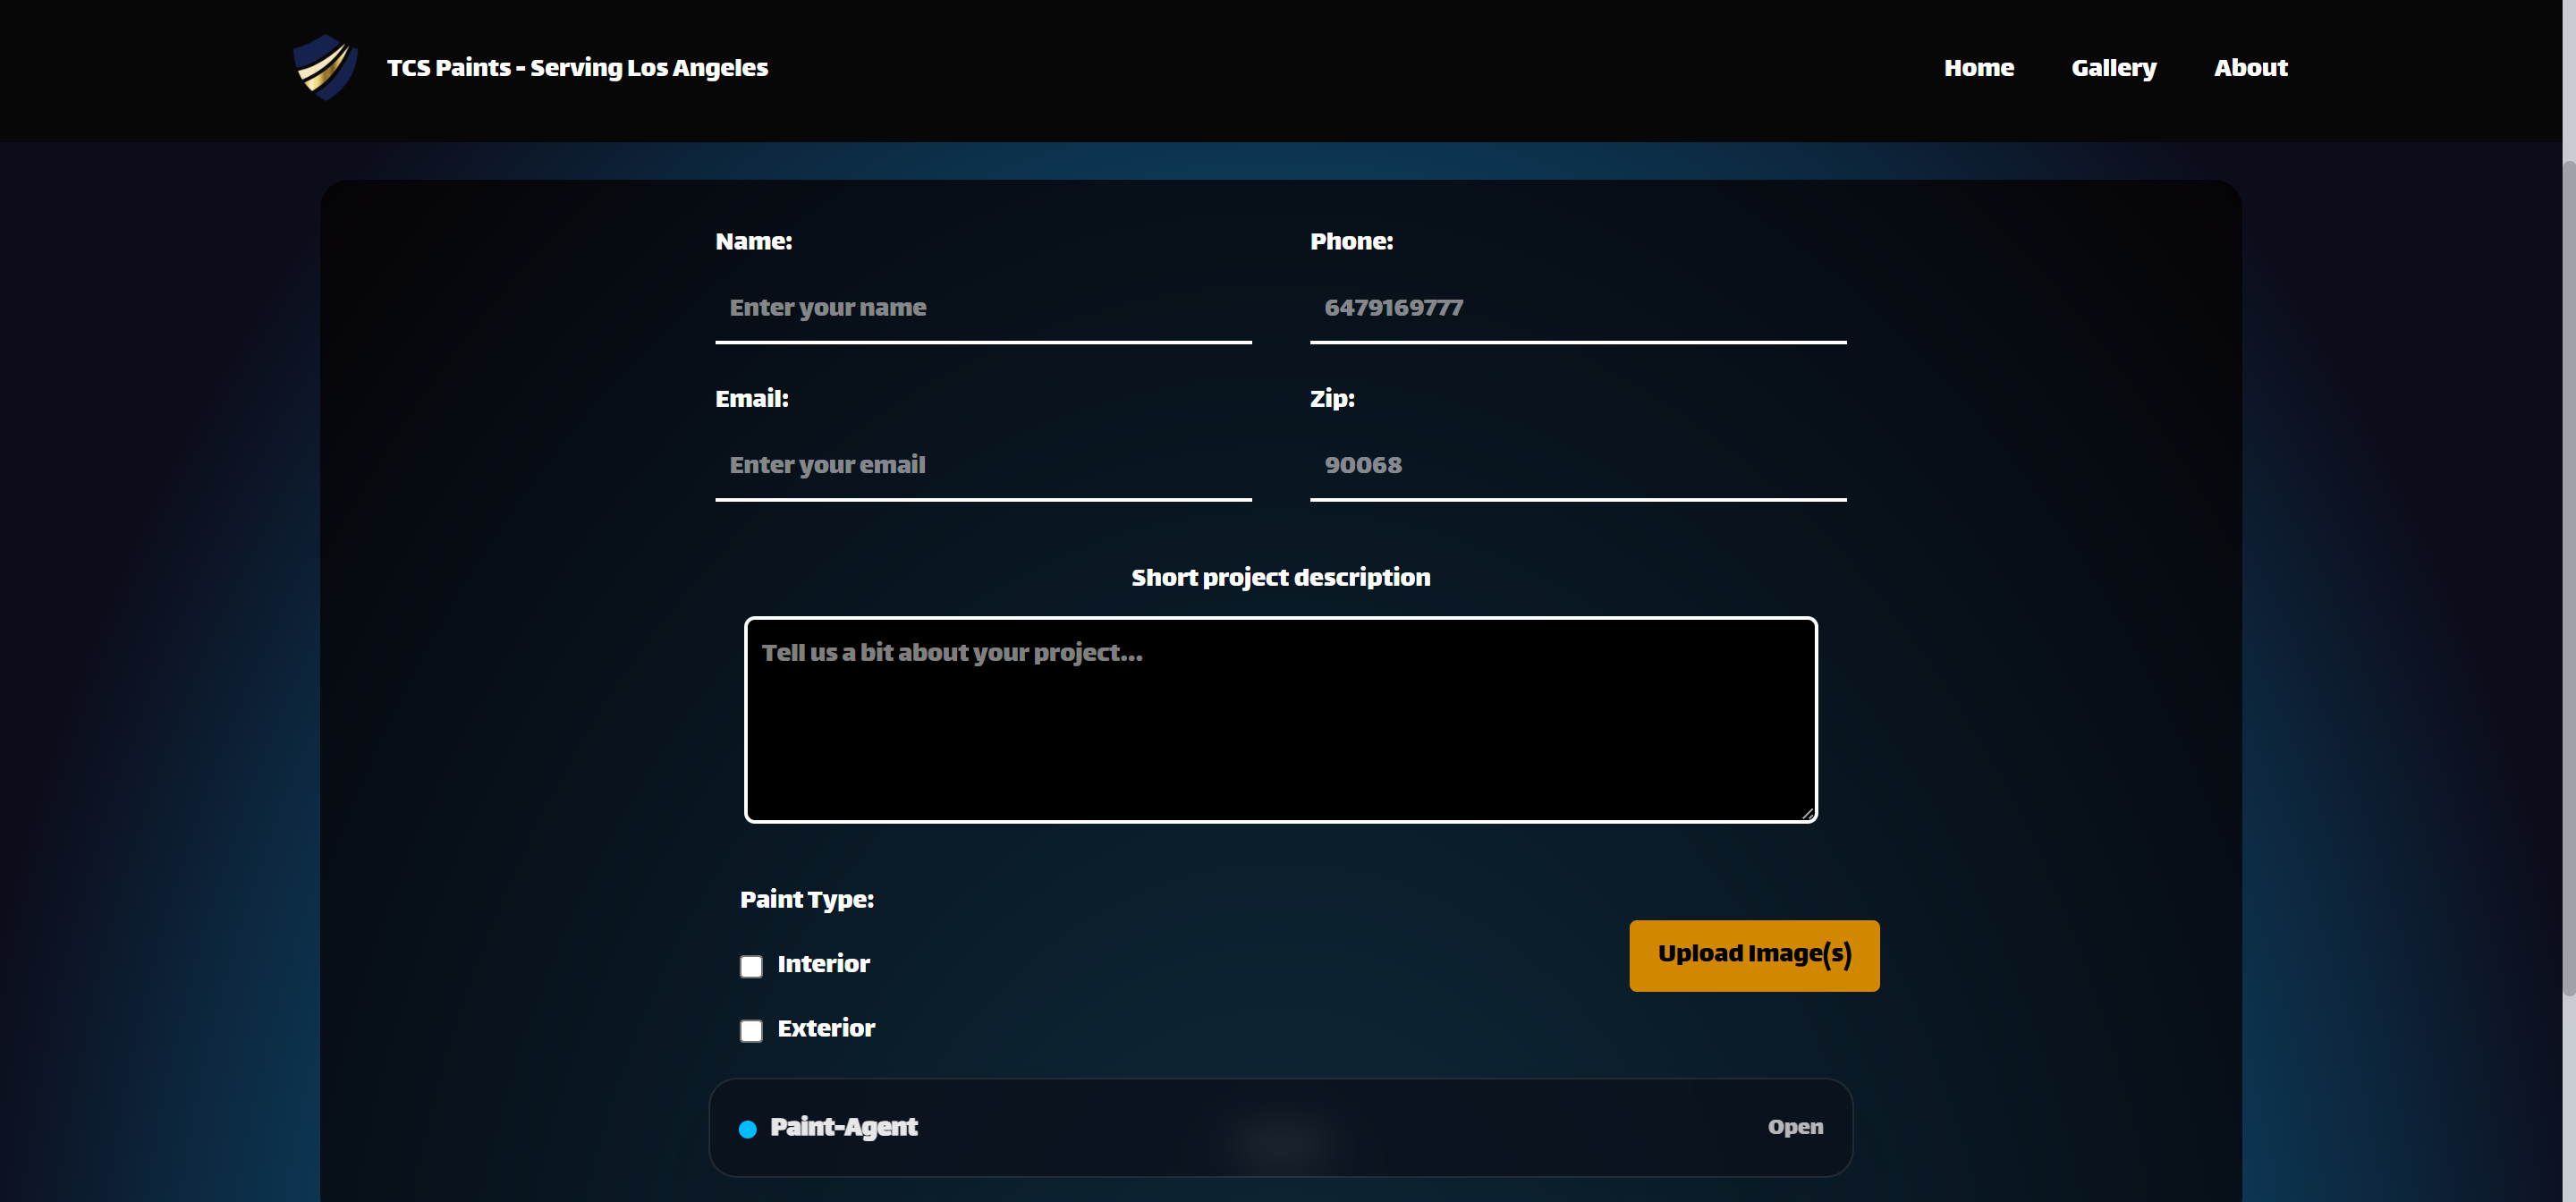 TCS Paints - Serving Los Angeles
Home
Gallery
About
Name:
Phone:
Enter your name
6479169777
Email:
Zip:
Enter your email
90068
Short project description
Tell us a bit about your project...
Paint Type:
Interior
Upload Image(s)
Exterior
Paint-Agent
Open